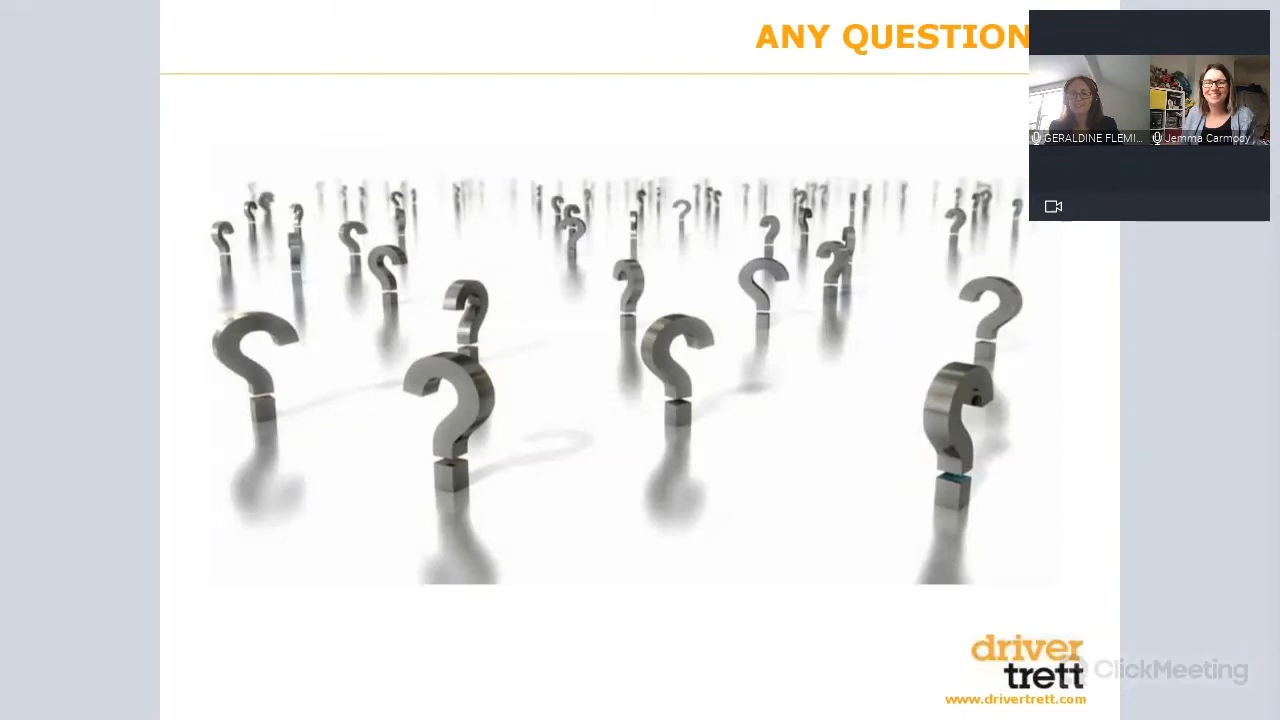 ANY QUESTION
GERALDINE FLEMI...
Jemma Carmody
driver
trett
www.drivertrett.com
ClickMeeting